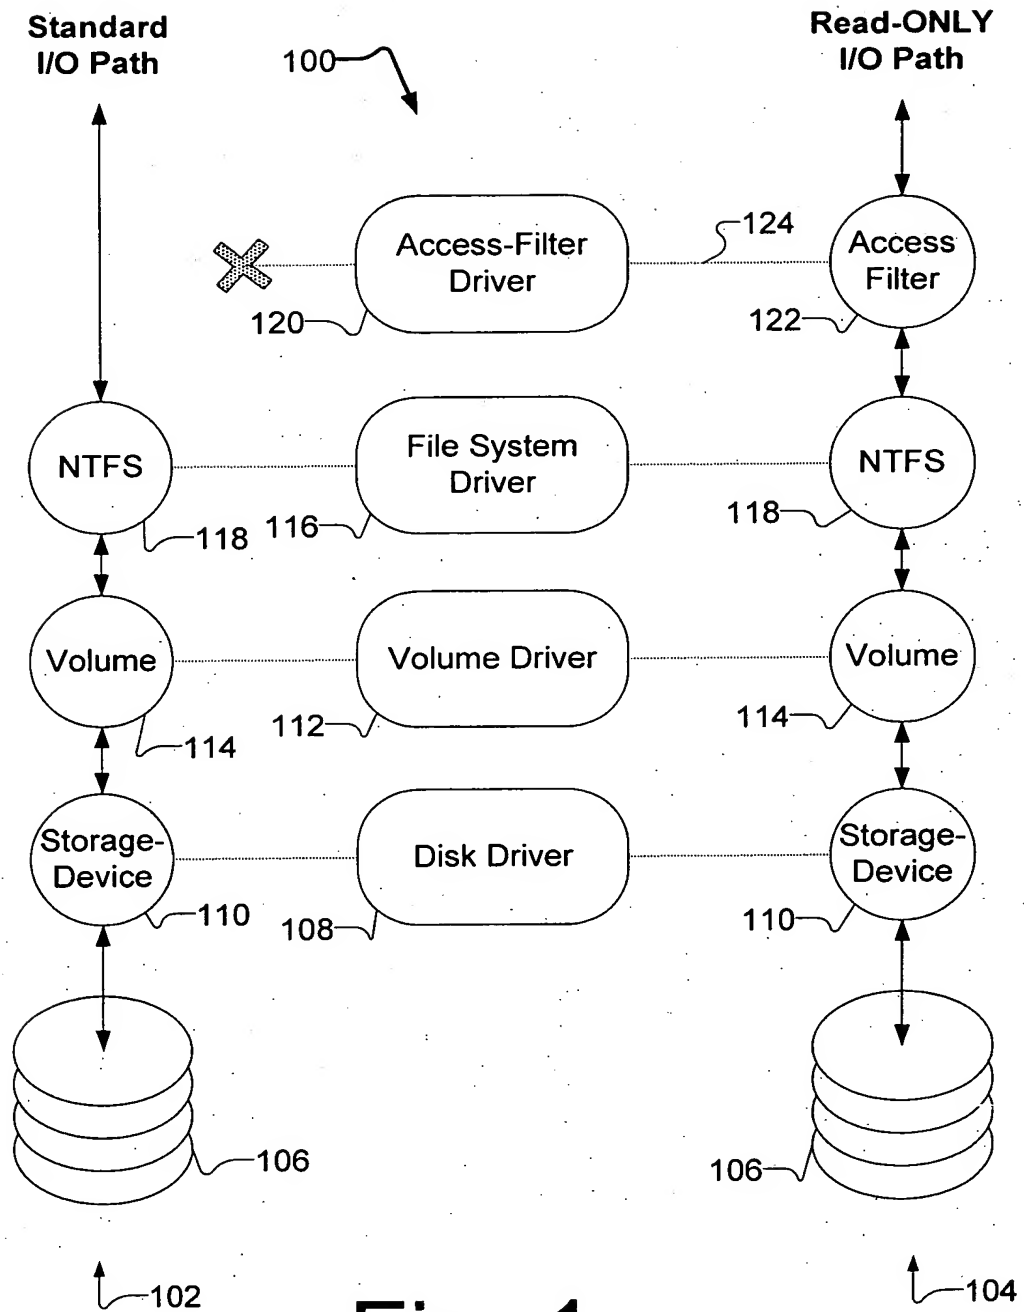 Standard
I/O Path
Read-ONLY
I/O Path
100
Access-Filter
Driver
124
Access
Filter
120
122
NTFS
File System
Driver
NTFS
118
116
118
Volume
Volume Driver
Volume
114
112
114
Storage-
Device
Disk Driver
Storage-
Device
110
108
110
106
106
102
104